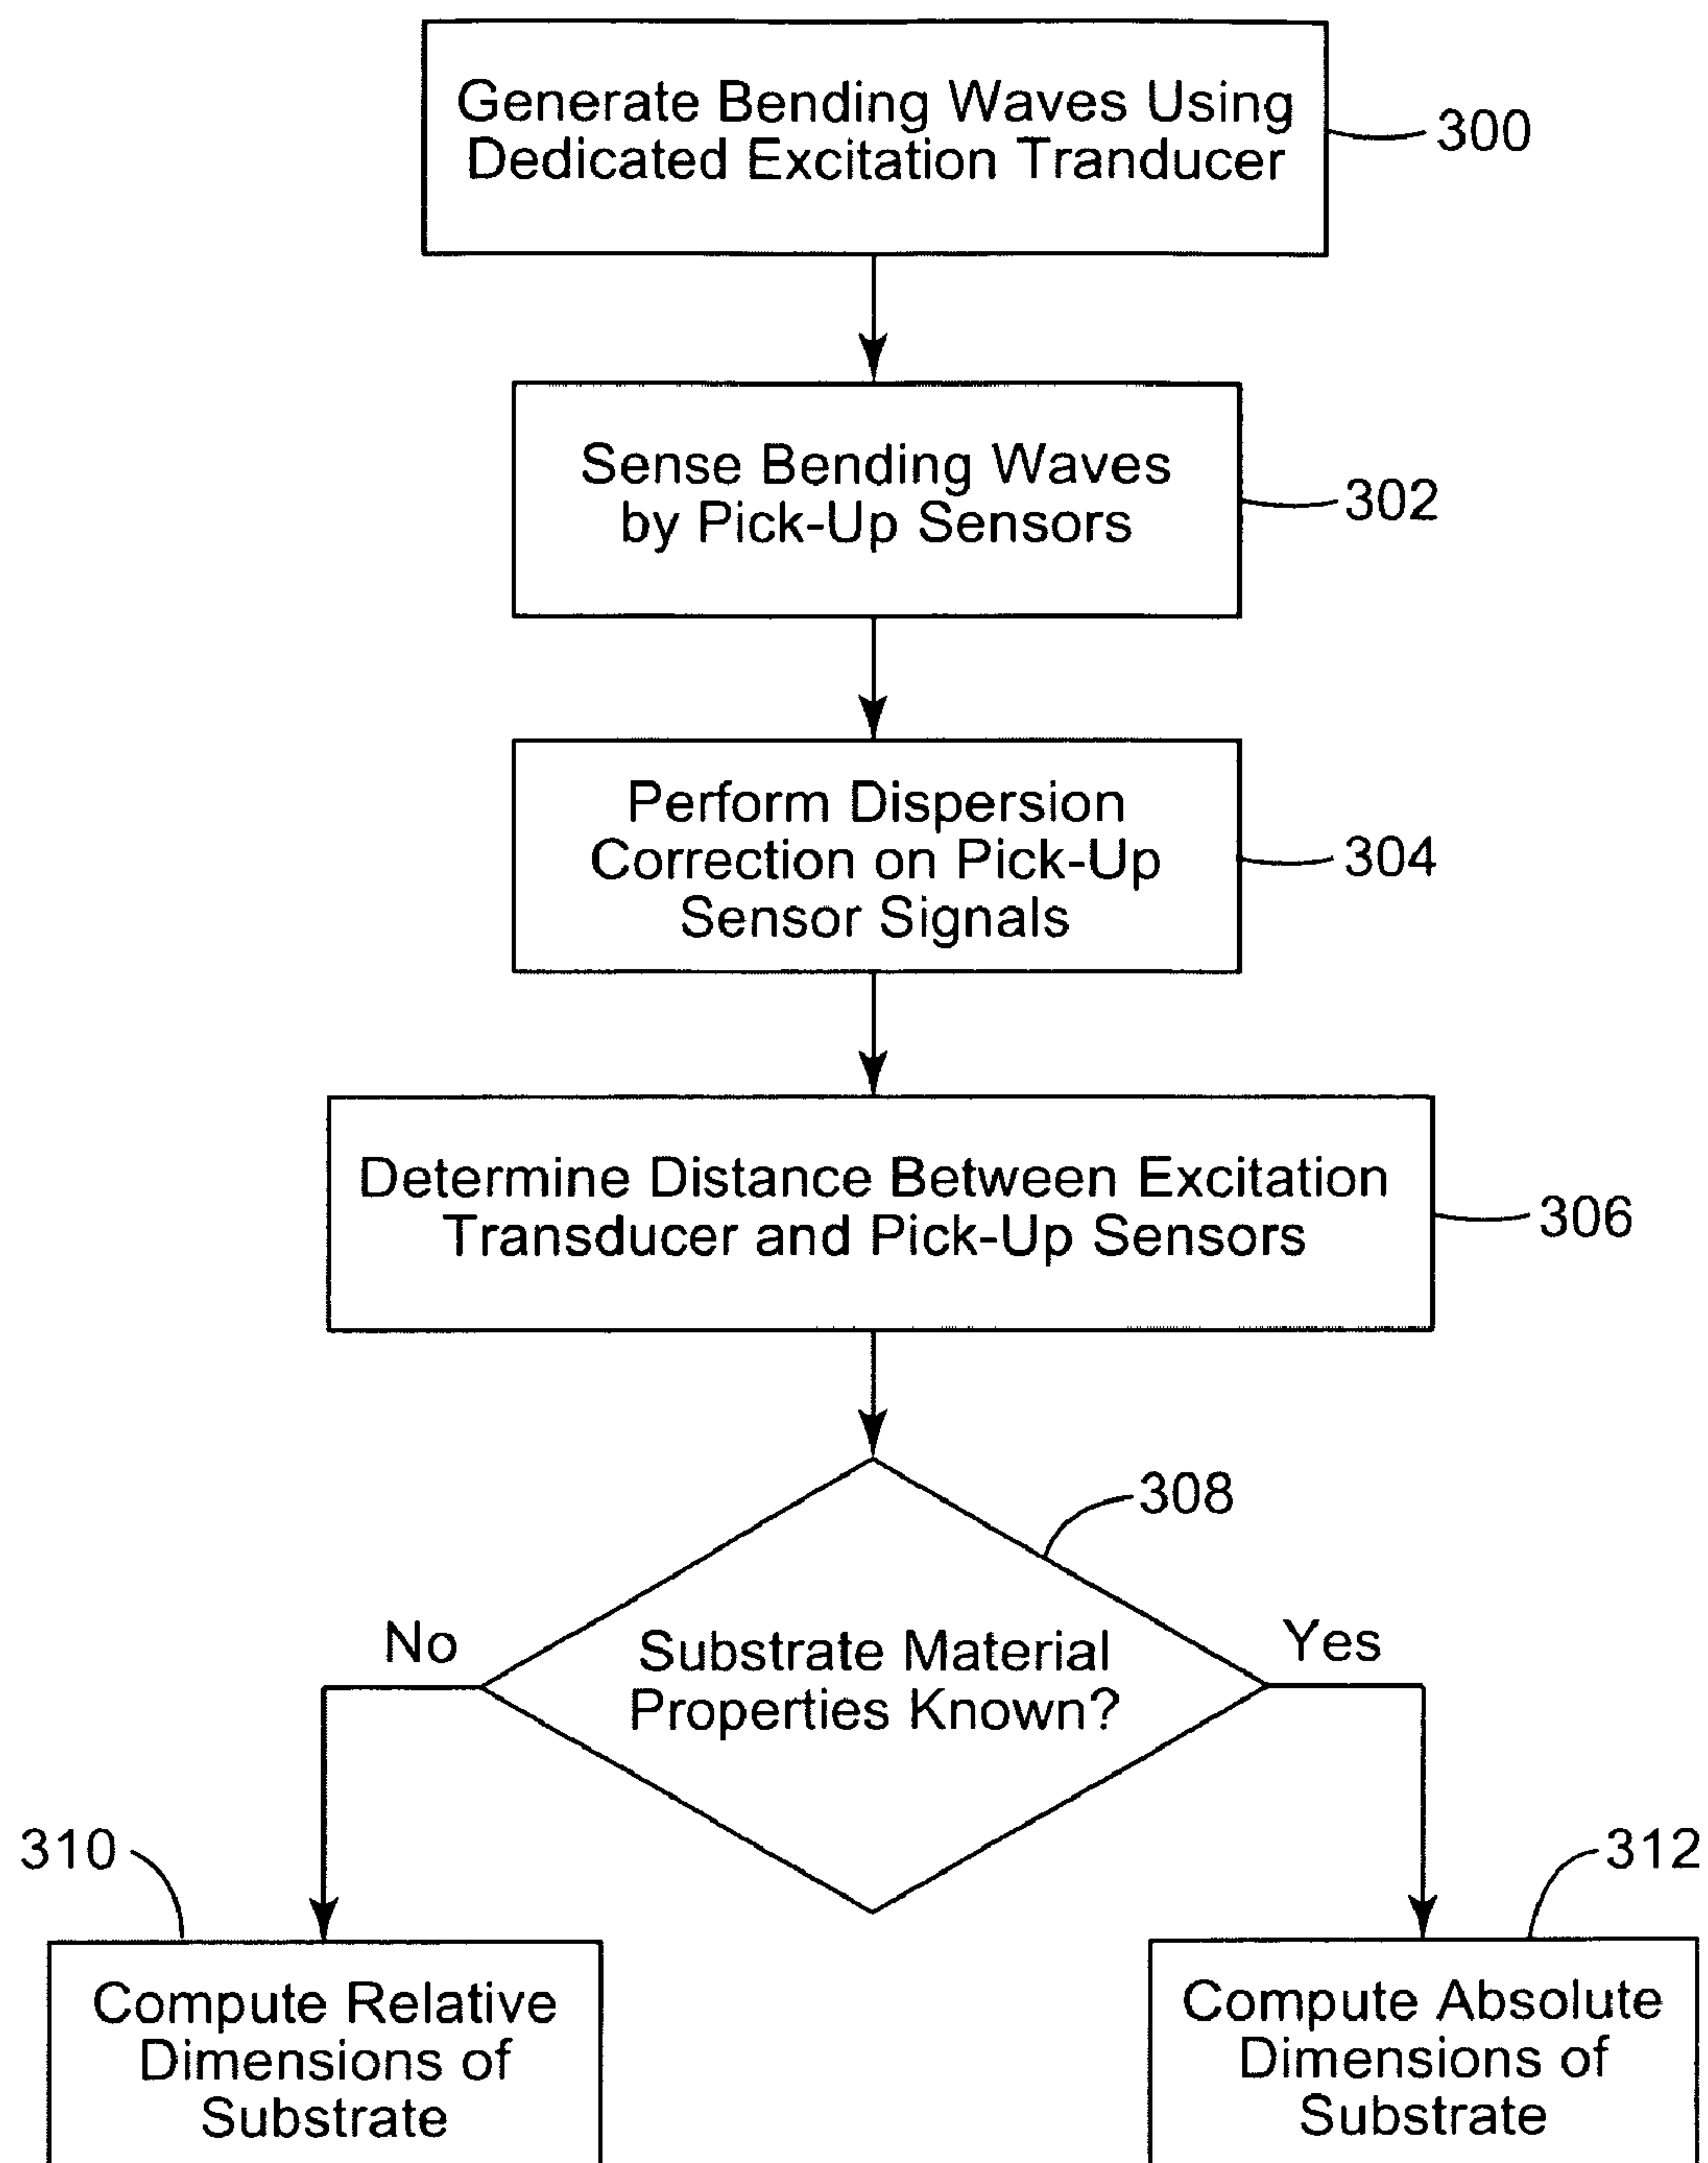 Generate Bending Waves Using
Dedicated Excitation Tranducer
300
Sense Bending Waves
by Pick-Up Sensors
302
Perform Dispersion
Correction on Pick-Up
Sensor Signals
304
Determine Distance Between Excitation
Transducer and Pick-Up Sensors
306
308
No
Substrate Material
Properties Known?
Yes
310
312
Compute Relative
Dimensions of
Substrate
Compute Absolute
Dimensions of
Substrate